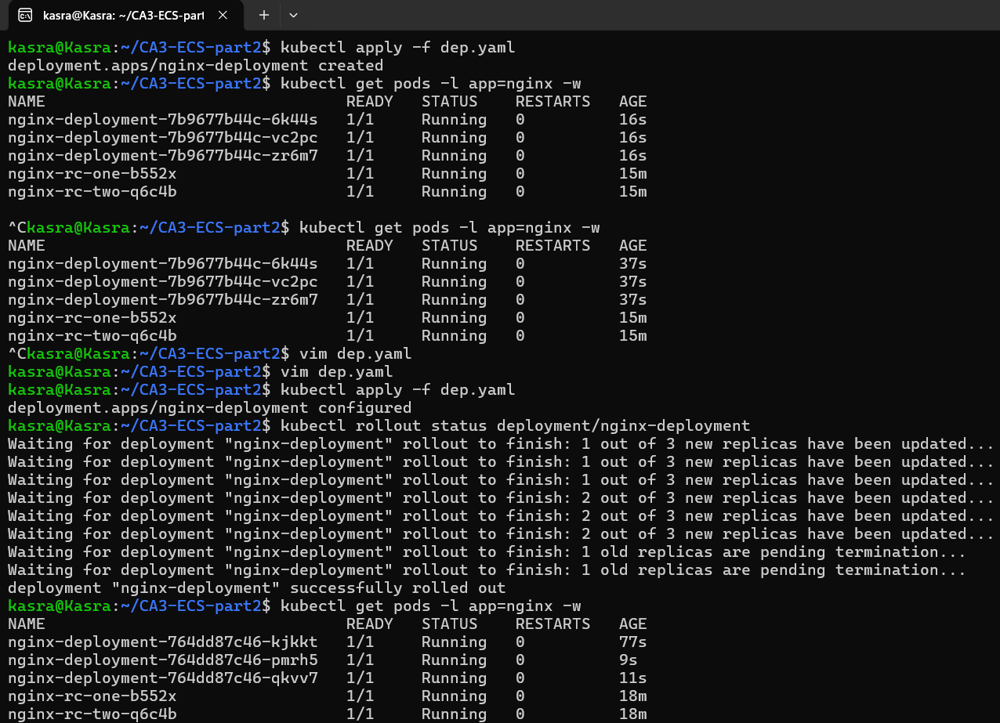 kasra@Kasra: ~/CA3-ECS-part
kasra@Kasra:~/CA3-ECS-part2$ kubectl apply -f dep.yaml
deployment.apps/nginx-deployment created
kasra@Kasra:~/CA3-ECS-part2$ kubectl get pods -l app=nginx -w
NAME READY STATUS RESTARTS AGE
nginx-deployment-7b9677b44c-6k44s 1/1 Running 0 16s
nginx-deployment-7b9677b44c-vc2pc 1/1 Running 0 16s
nginx-deployment-7b9677b44c-zr6m7 1/1 Running 0 16s
nginx-rc-one-b552x 1/1 Running 0 15m
nginx-rc-two-q6c4b 1/1 Running 0 15m
^Ckasra@Kasra:~/CA3-ECS-part2$ kubectl get pods -l app=nginx -w
NAME READY STATUS RESTARTS AGE
nginx-deployment-7b9677b44c-6k44s 1/1 Running 0 37s
nginx-deployment-7b9677b44c-vc2pc 1/1 Running 0 37s
nginx-deployment-7b9677b44c-zr6m7 1/1 Running 0 37s
nginx-rc-one-b552x 1/1 Running 0 15m
nginx-rc-two-q6c4b 1/1 Running 0 15m
^Ckasra@Kasra:~/CA3-ECS-part2$ vim dep.yaml
kasra@Kasra:~/CA3-ECS-part2$ vim dep.yaml
kasra@Kasra:~/CA3-ECS-part2$ kubectl apply -f dep.yaml
deployment.apps/nginx-deployment configured
kasra@Kasra:~/CA3-ECS-part2$ kubectl rollout status deployment/nginx-deployment
Waiting for deployment "nginx-deployment" rollout to finish: 1 out of 3 new replicas have been updated...
Waiting for deployment "nginx-deployment" rollout to finish: 1 out of 3 new replicas have been updated...
Waiting for deployment "nginx-deployment" rollout to finish: 1 out of 3 new replicas have been updated...
Waiting for deployment "nginx-deployment" rollout to finish: 2 out of 3 new replicas have been updated...
Waiting for deployment "nginx-deployment" rollout to finish: 2 out of 3 new replicas have been updated...
Waiting for deployment "nginx-deployment" rollout to finish: 2 out of 3 new replicas have been updated...
Waiting for deployment "nginx-deployment" rollout to finish: 1 old replicas are pending termination...
Waiting for deployment "nginx-deployment" rollout to finish: 1 old replicas are pending termination...
deployment "nginx-deployment" successfully rolled out
kasra@Kasra:~/CA3-ECS-part2$ kubectl get pods -l app=nginx -w
NAME READY STATUS RESTARTS AGE
nginx-deployment-764dd87c46-kjkkt 1/1 Running 0 77s
nginx-deployment-764dd87c46-pmrh5 1/1 Running 0 9s
nginx-deployment-764dd87c46-qkvv7 1/1 Running 0 11s
nginx-rc-one-b552x 1/1 Running 0 18m
nginx-rc-two-q6c4b 1/1 Running 0 18m